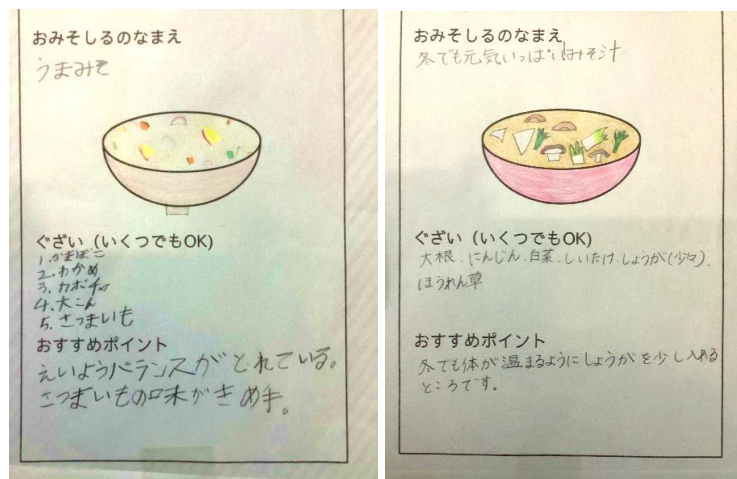 おみそしるのなまえ
うまみそ
ぐざい（いくつでもOK)
1.かまぼこ
2.わかめ
3.カボチャ
4.大こん
5.さつまいも
おすすめポイント
えいようバランスがとれている。
さつまいもの味がきめ手。
おみそしるのなまえ
冬でも元気いっぱいみそ汁
ぐざい（いくつでもOK)
大根、にんじん、白菜、しいたけ、しょうが(少々)、
ほうれん草
おすすめポイント
冬でも体が温まるようにしょうがを少し入れる
ところです。